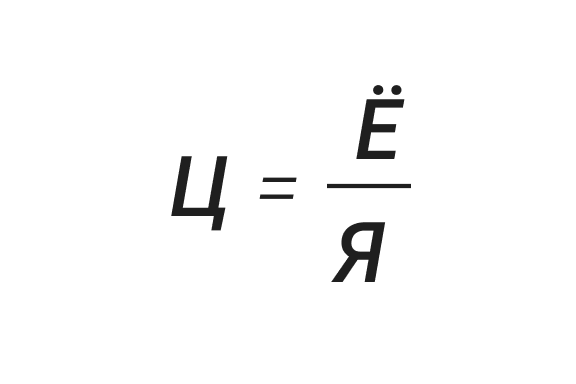 Ц = Ё
Я